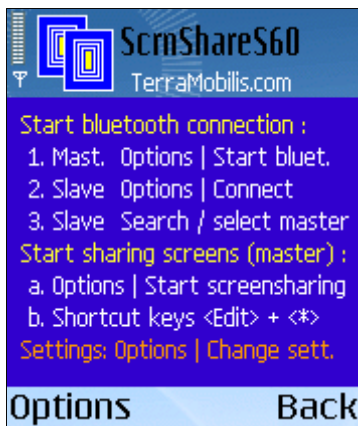 ScrnShareS60
TerraMobilis.com
Start bluetooth connection :
1. Mast. Options | Start bluet.
2. Slave Options | Connect
3. Slave Search / select master
Start sharing screens (master) :
a. Options | Start screensharing
b. Shortcut keys <Edit> + <*>
Settings: Options | Change sett.
Options Back